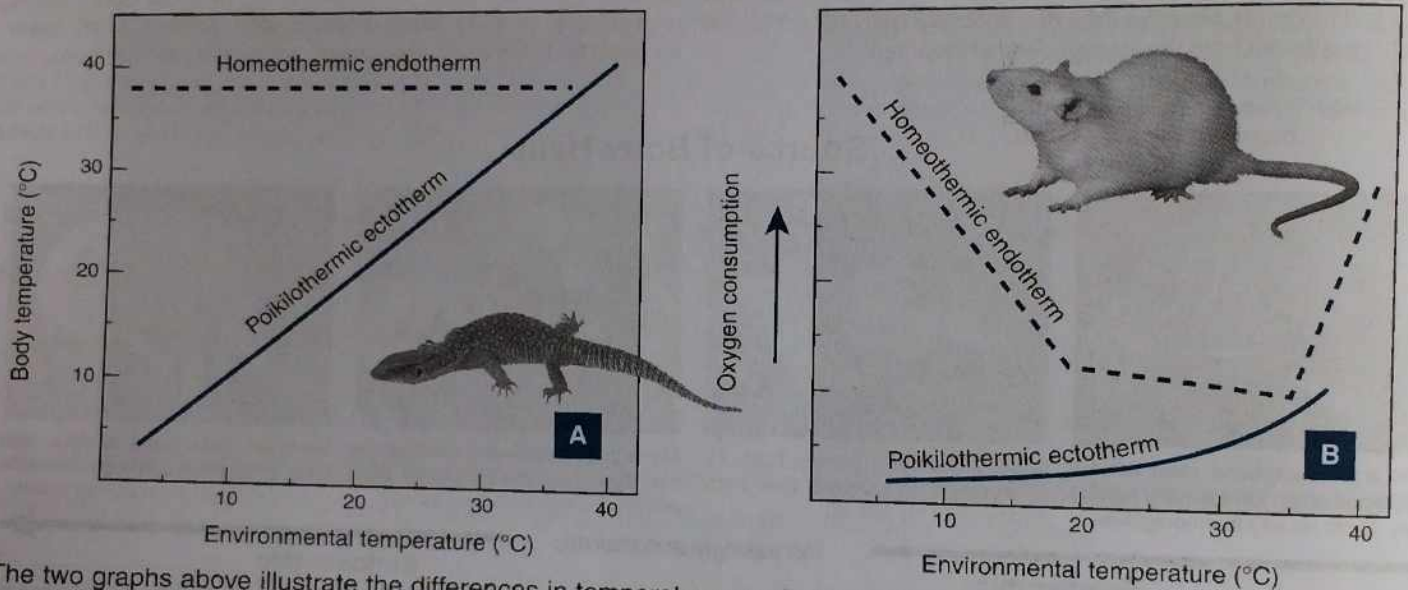 40
30
20
10
Body temperature (°C)
Homeothermic endotherm
Poikilothermic ectotherm
A
10 20 30 40
Environmental temperature (°C)
Oxygen consumption
Homeothermic endotherm
Poikilothermic ectotherm
B
10 20 30 40
Environmental temperature (°C)
The two graphs above illustrate the differences in